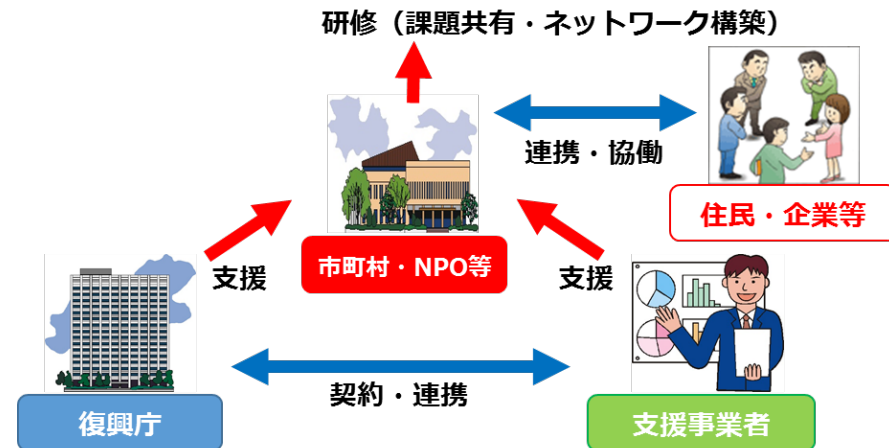 研修（課題共有・ネットワーク構築）
連携・協働
住民・企業等
支援
市町村・NPO等
支援
契約・連携
復興庁
支援事業者